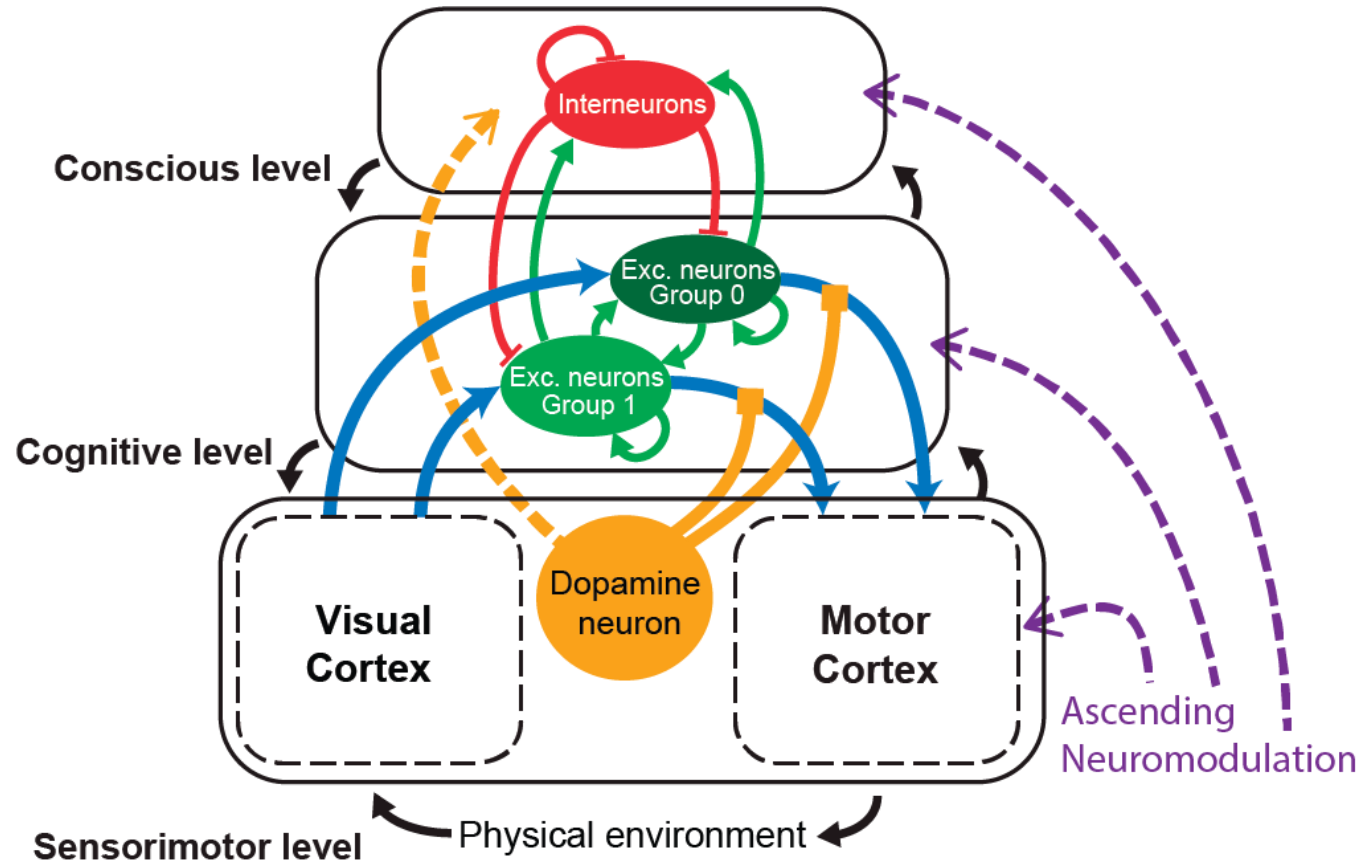 Interneurons
Conscious level
Exc. neurons
Group 0
Exc. neurons
Group 1
Cognitive level
Visual
Cortex
Dopamine
neuron
Motor
Cortex
Ascending
Neuromodulation
Physical environment
Sensorimotor level